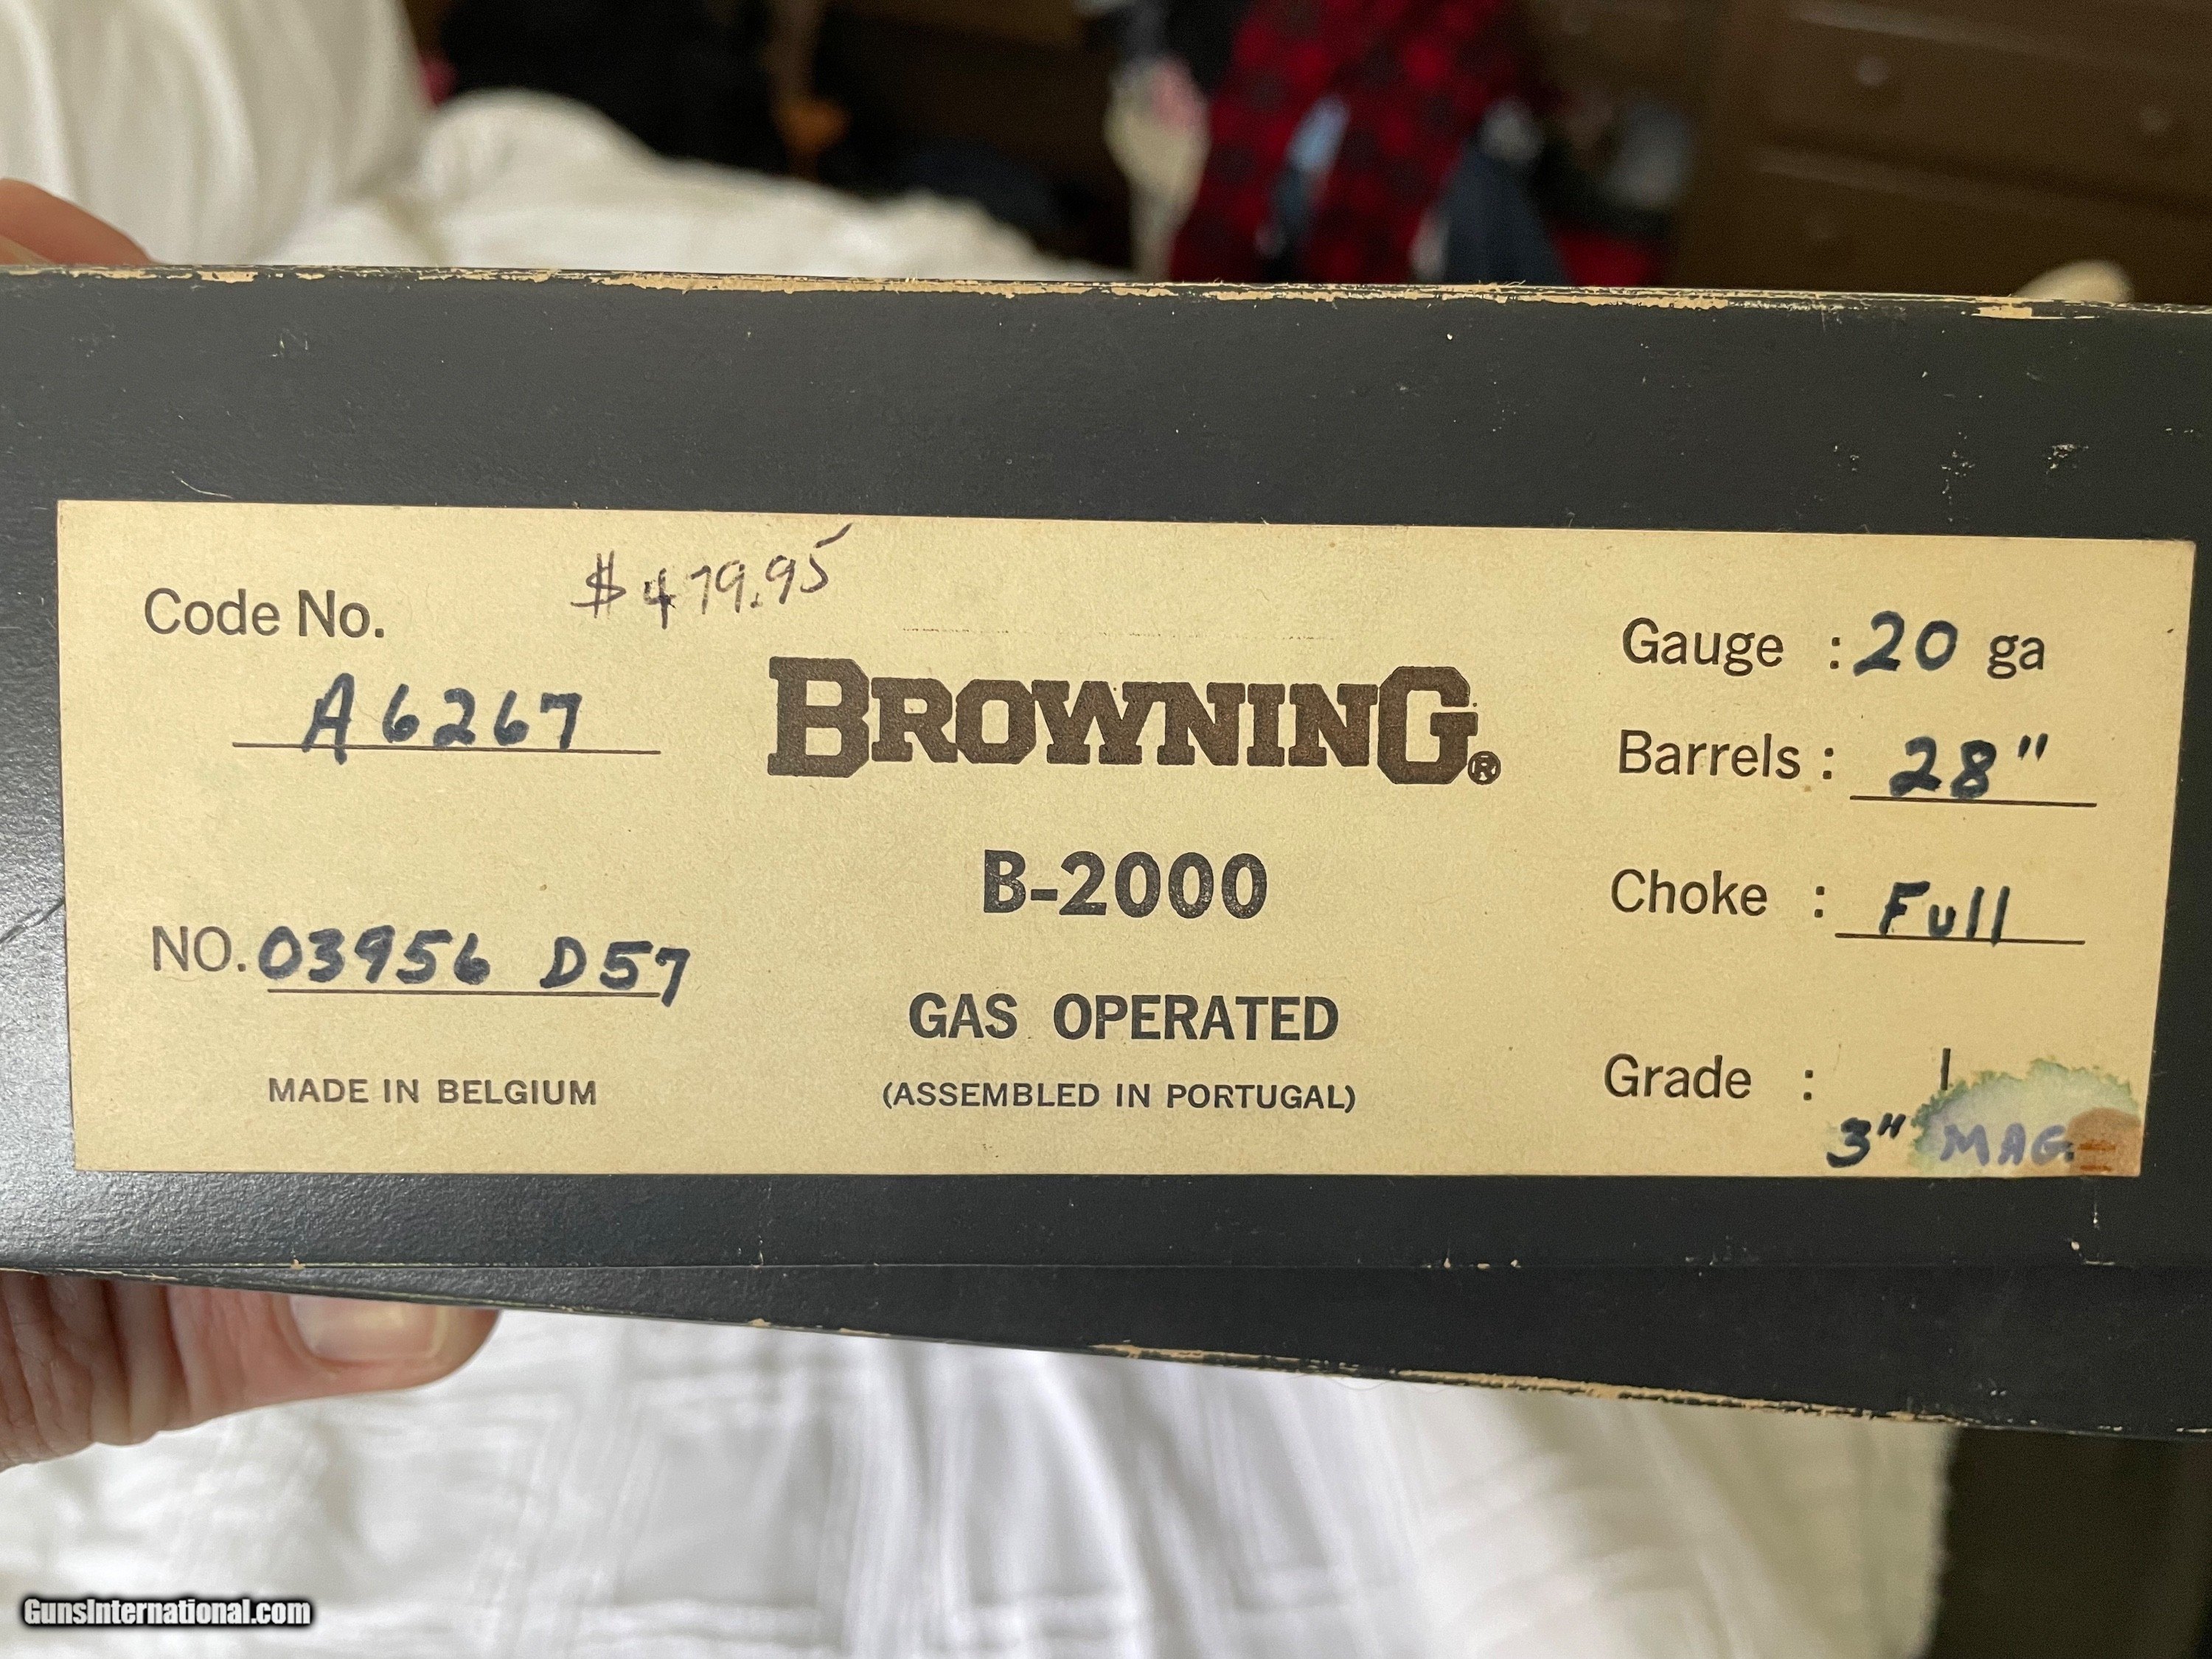 $479.95
Code No.
A6267
BROWNING®
Gauge : 20 ga
Barrels : 28"
B-2000
Choke : Full
NO. 03956 D57
GAS OPERATED
Grade : 1
MADE IN BELGIUM
(ASSEMBLED IN PORTUGAL)
3" MAG.
GunsInternational.com